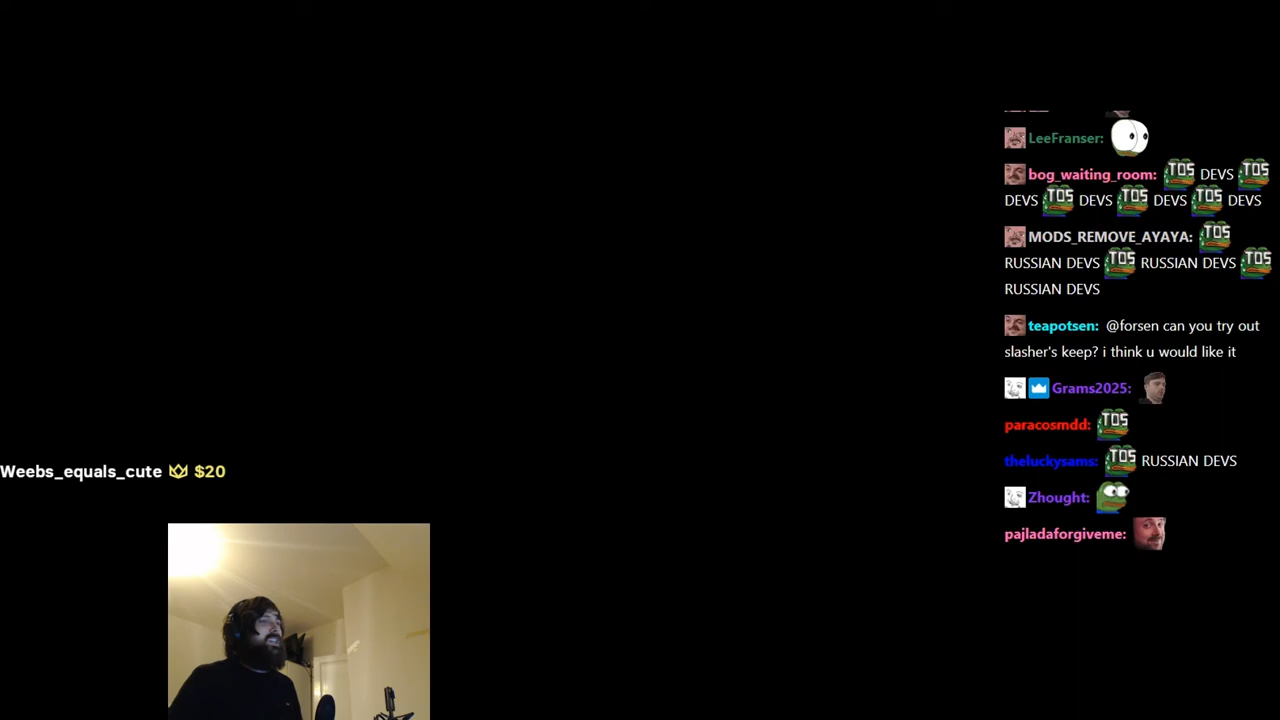 LeeFranser:
bog_waiting_room: TOS DEVS TOS
DEVS TOS DEVS TOS DEVS TOS DEVS
MODS_REMOVE_AYAYA: TOS
RUSSIAN DEVS TOS RUSSIAN DEVS TOS
RUSSIAN DEVS
teapotsen: @forsen can you try out
slasher's keep? i think u would like it
Grams2025:
paracosmdd: TOS
theluckysams: TOS RUSSIAN DEVS
Zhought:
pajladaforgiveme:
Weebs_equals_cute $20